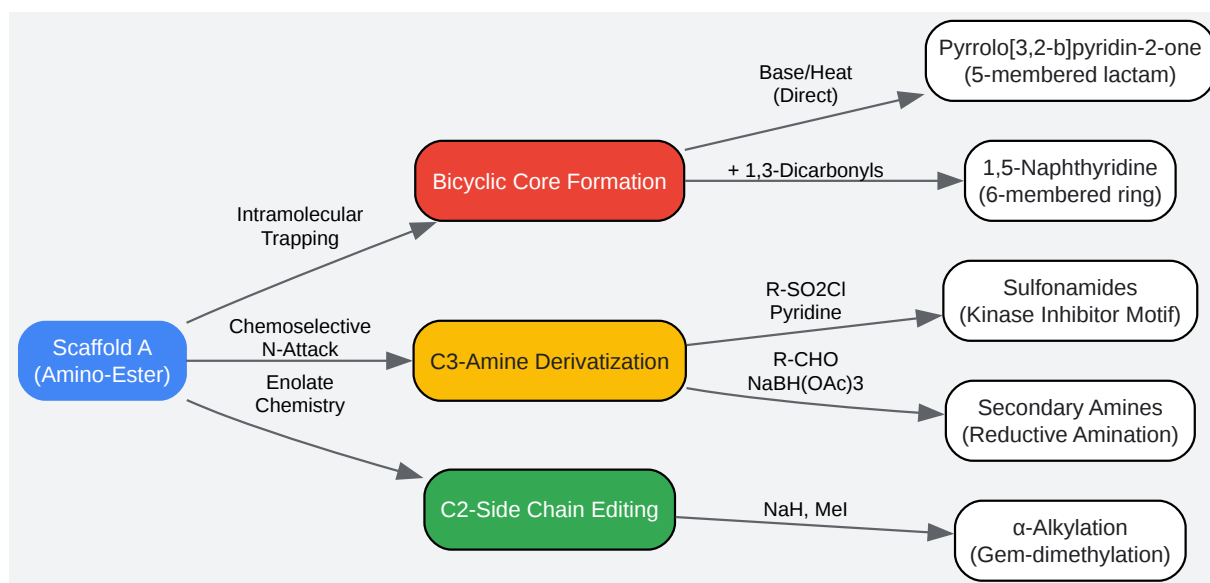 Pyrrolo[3,2-b]pyridin-2-one
(5-membered lactam)
Base/Heat
(Direct)
Bicyclic Core Formation
+ 1,3-Dicarbonyls
1,5-Naphthyridine
(6-membered ring)
Intramolecular
Trapping
Scaffold A
(Amino-Ester)
Chemoselective
N-Attack
C3-Amine Derivatization
R-SO2Cl
Pyridine
Sulfonamides
(Kinase Inhibitor Motif)
R-CHO
NaBH(OAc)3
Secondary Amines
(Reductive Amination)
Enolate
Chemistry
C2-Side Chain Editing
NaH, MeI
α-Alkylation
(Gem-dimethylation)